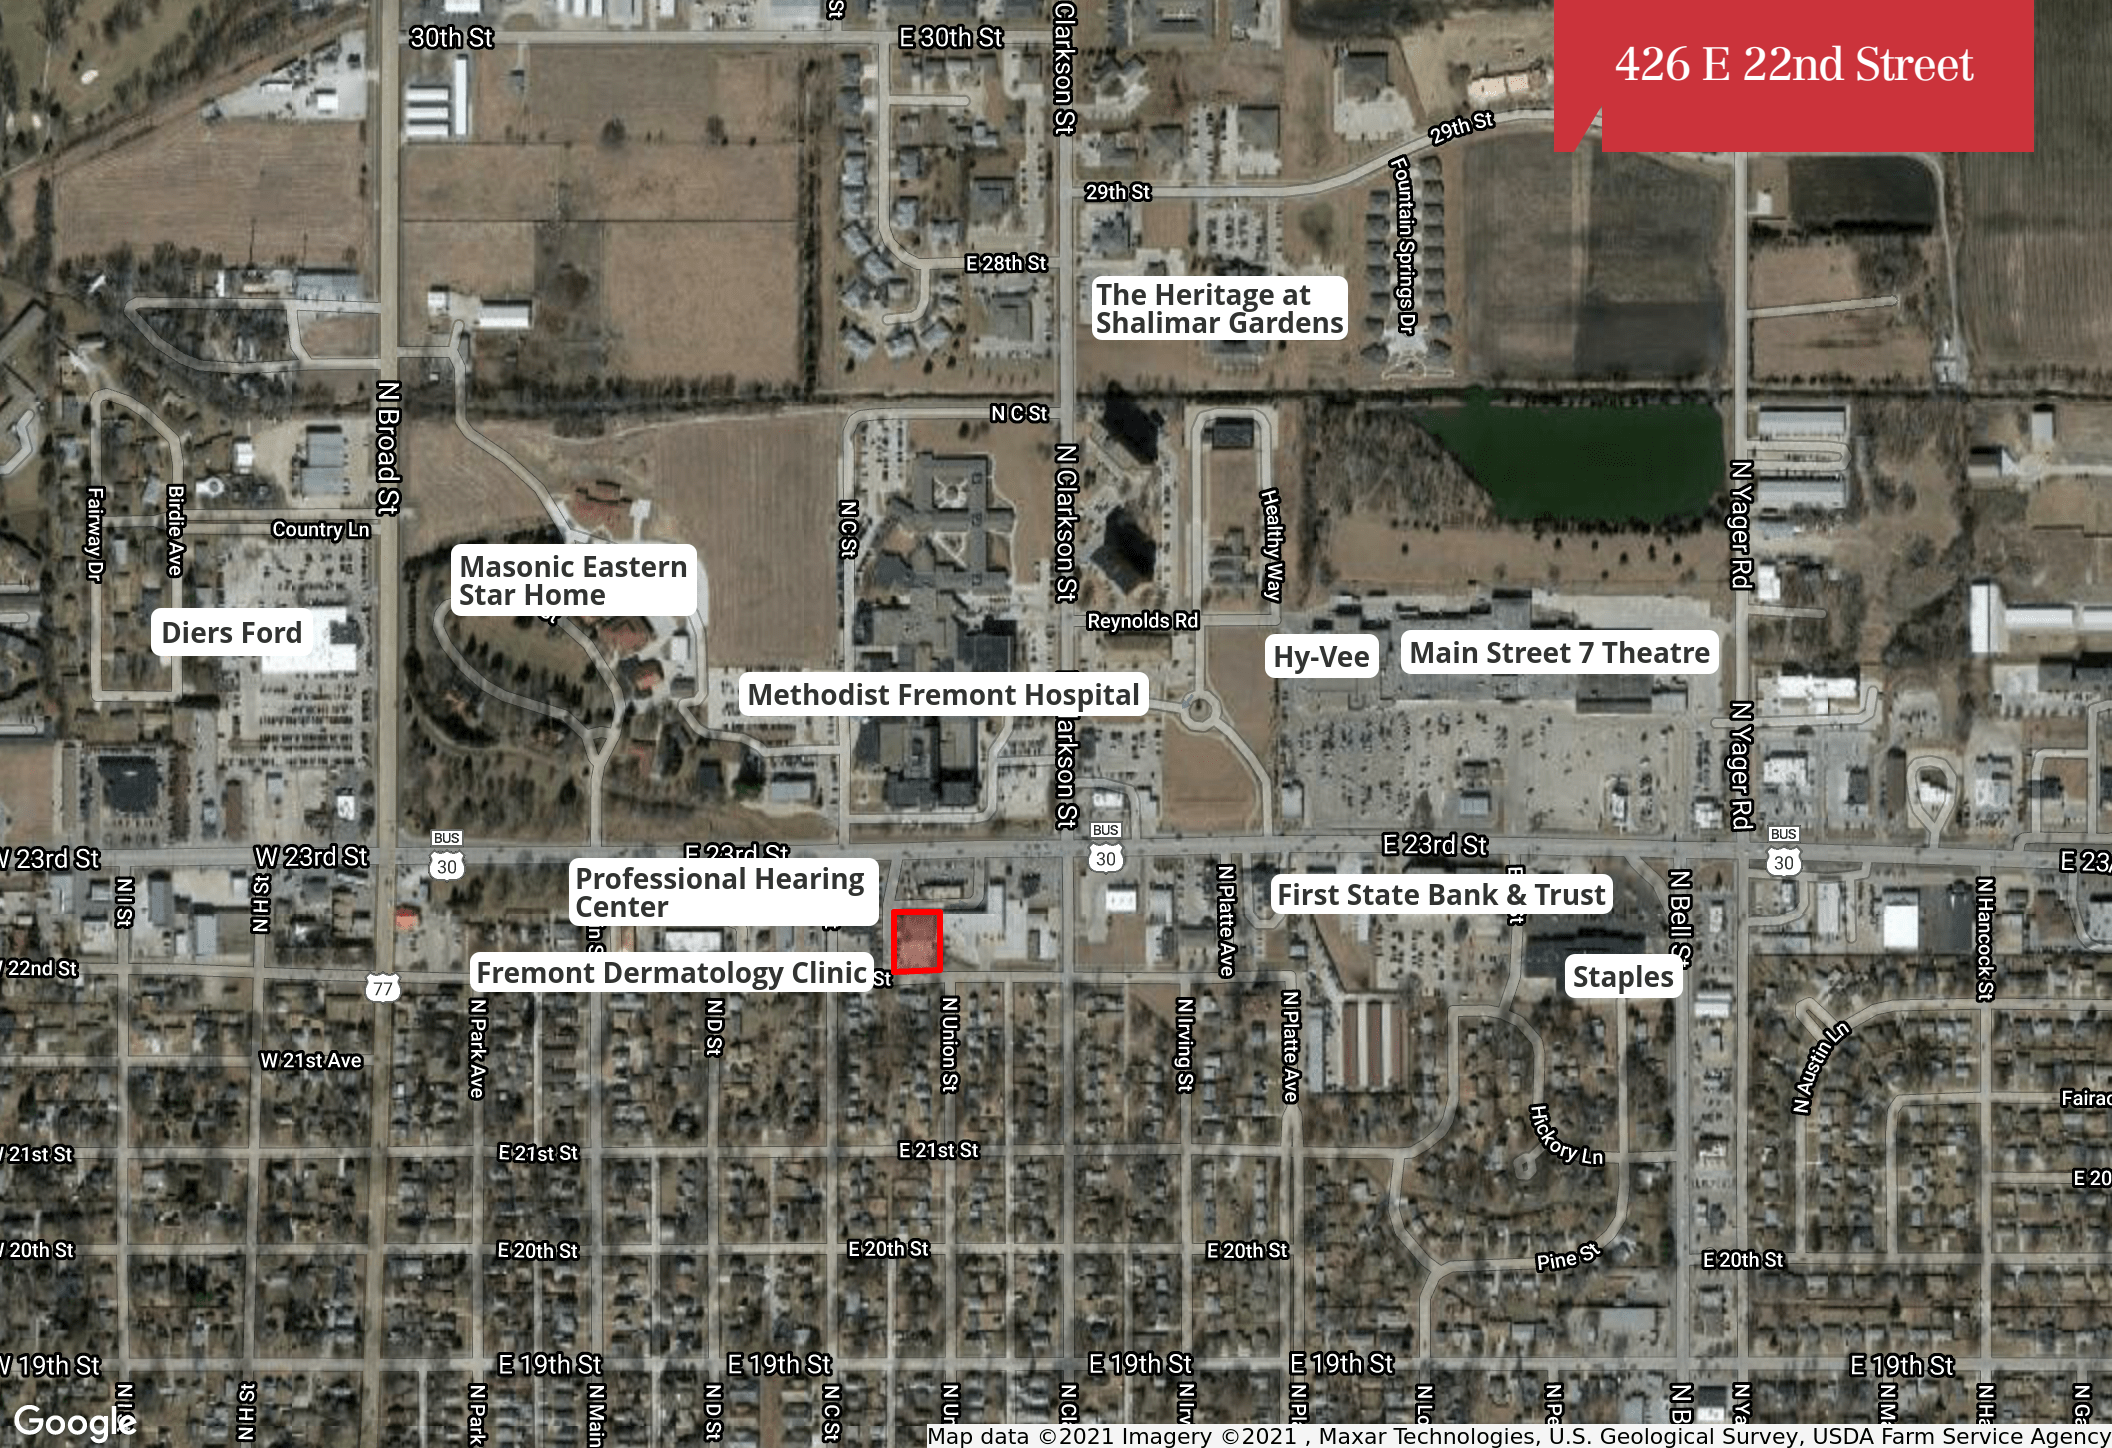 30th St
E 30th St
Clarkson St
426 E 22nd Street
29th St
29th St
Fountain Springs Dr
E 28th St
The Heritage at
Shalimar Gardens
N Broad St
N C St
N C St
N Clarkson St
Healthy Way
N Yager Rd
Fairway Dr
Birdie Ave
Country Ln
Masonic Eastern
Star Home
Diers Ford
Reynolds Rd
Hy-Vee
Main Street 7 Theatre
Methodist Fremont Hospital
arkson St
N Yager Rd
BUS
30
BUS
30
BUS
30
W 23rd St
W 23rd St
E 23rd St
E 23rd St
E 23
N I St
N H St
Professional Hearing
Center
First State Bank & Trust
N Platte Ave
N Bell St
N Hancock St
22nd St
77
Fremont Dermatology Clinic
St
Staples
N Park Ave
N D St
N Union St
N Irving St
N Platte Ave
N Austin Ln
W 21st Ave
Hickory Ln
Fairac
21st St
E 21st St
E 21st St
E 20
20th St
E 20th St
E 20th St
E 20th St
Pine St
E 20th St
W 19th St
E 19th St
E 19th St
E 19th St
E 19th St
E 19th St
N H St
N Park
N Main
N D St
N C St
Google
Map data ©2021 Imagery ©2021 , Maxar Technologies, U.S. Geological Survey, USDA Farm Service Agency